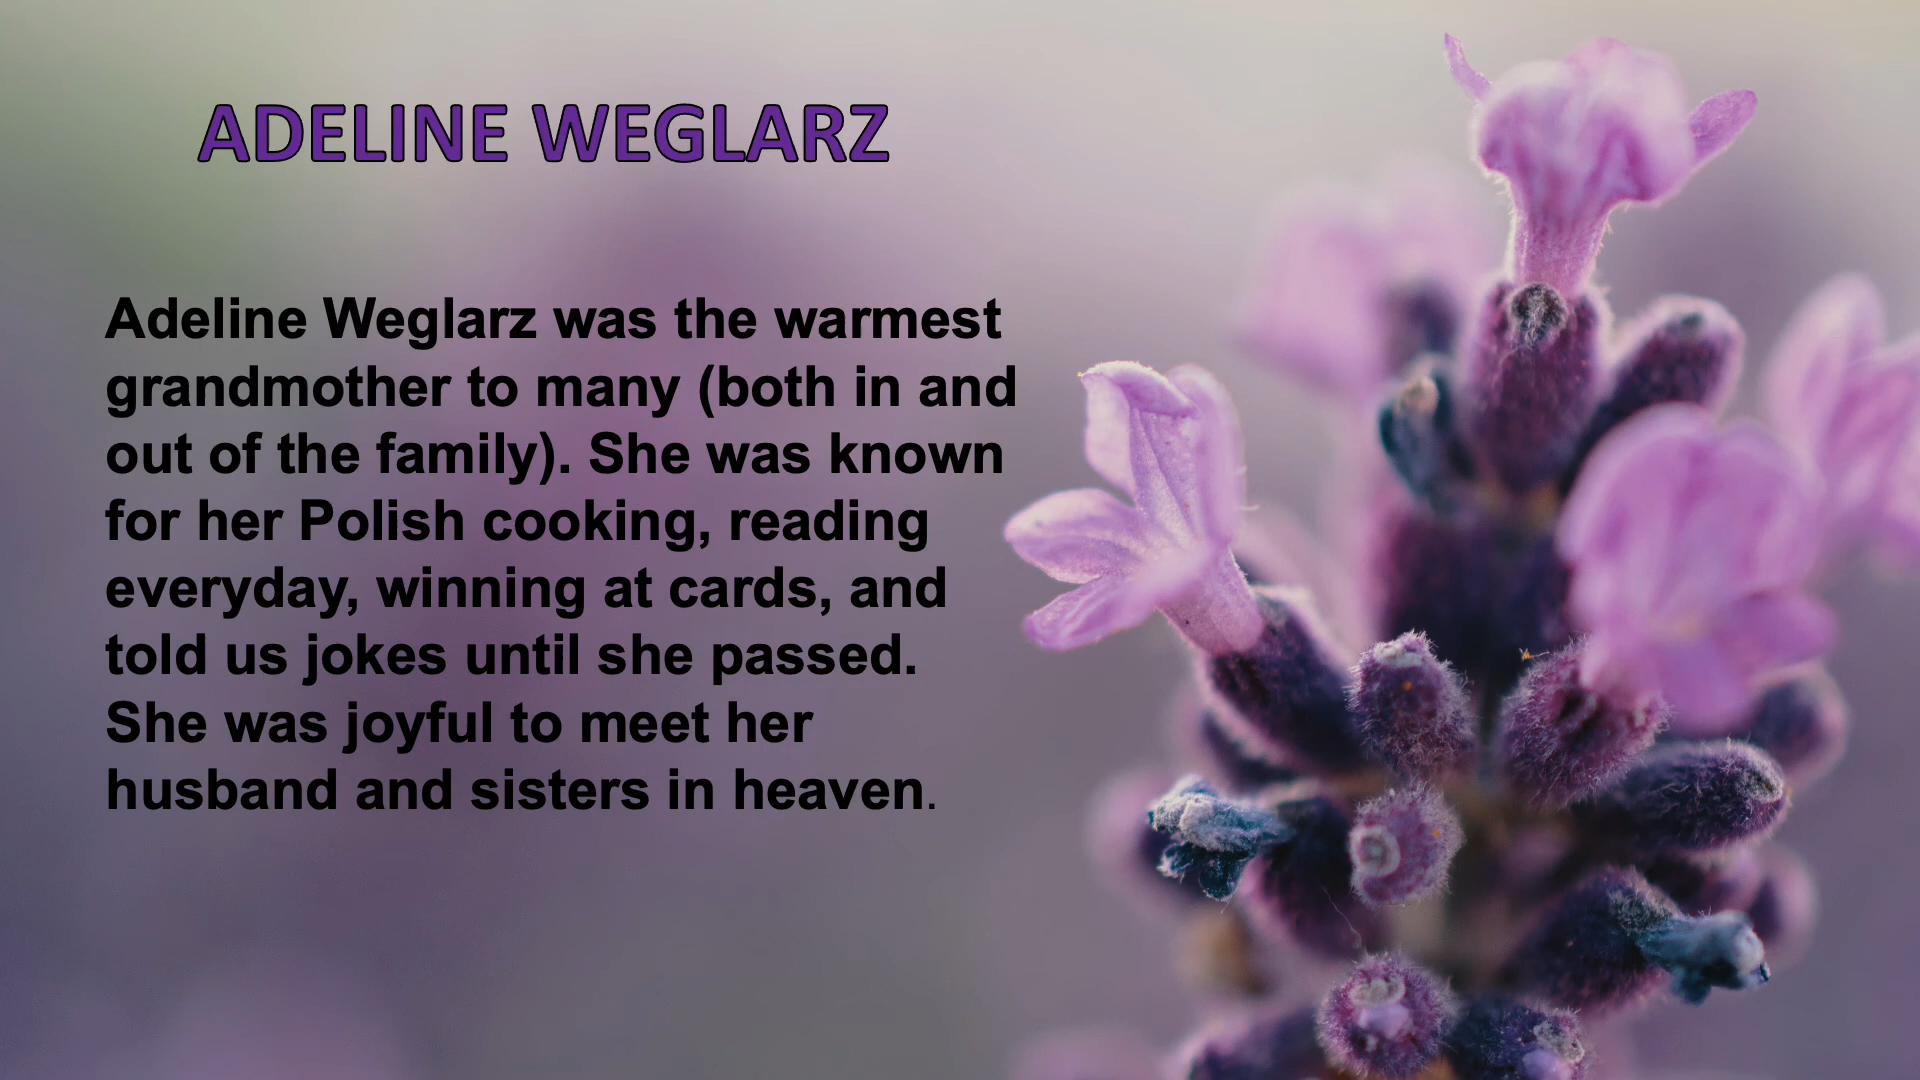 ADELINE WEGLARZ
Adeline Weglarz was the warmest
grandmother to many (both in and
out of the family). She was known
for her Polish cooking, reading
everyday, winning at cards, and
told us jokes until she passed.
She was joyful to meet her
husband and sisters in heaven.